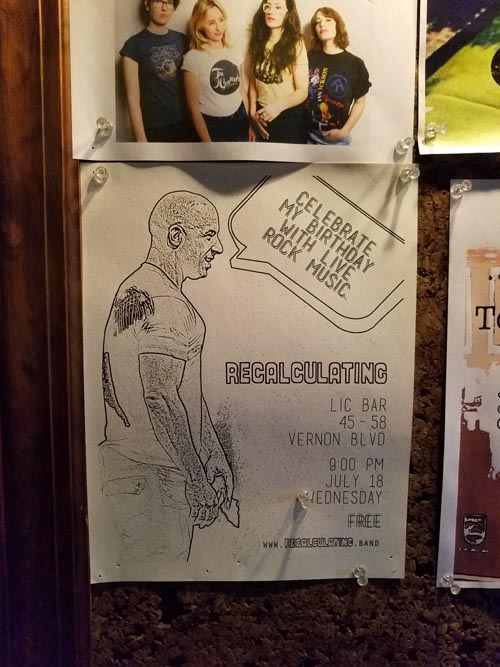 CELEBRATE
MY BIRTHDAY
WITH LIVE
ROCK MUSIC.
RECALCULATING
LIC BAR
45-58
VERNON BLVD
9:00 PM
JULY 18
WEDNESDAY
FREE
WWW.RECALCULATING.BAND